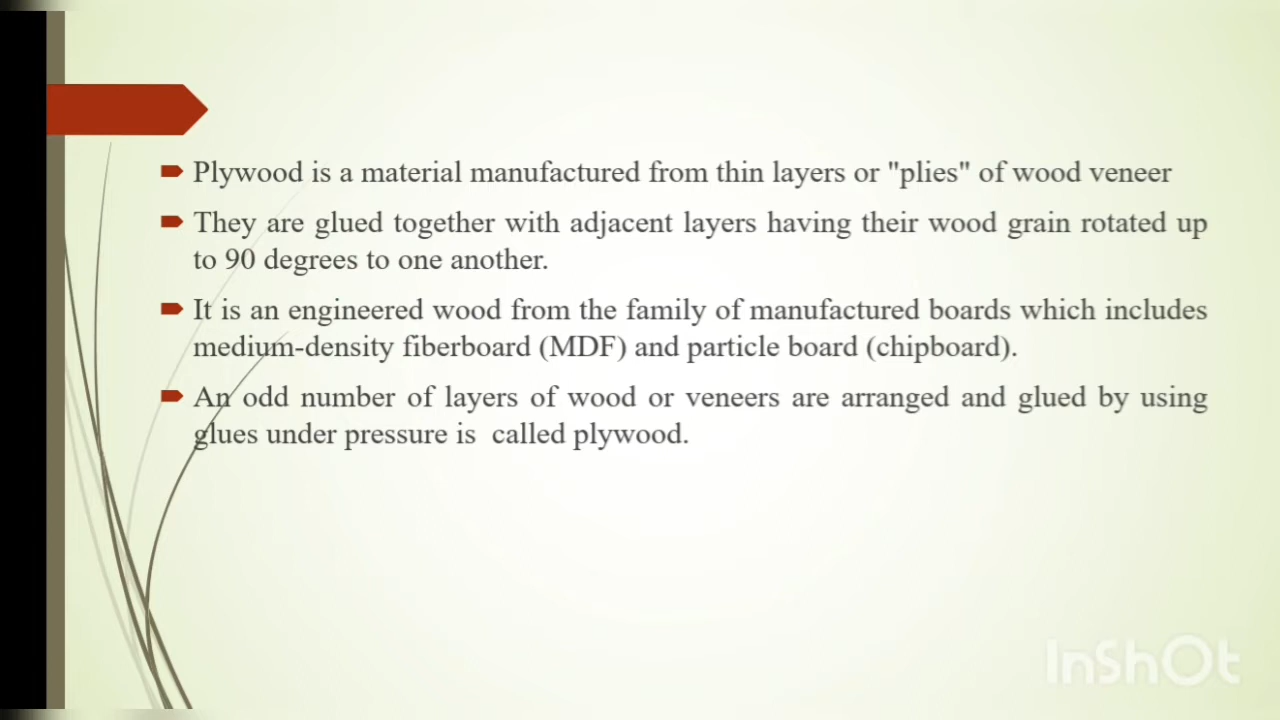 Plywood is a material manufactured from thin layers or "plies" of wood veneer
They are glued together with adjacent layers having their wood grain rotated up
to 90 degrees to one another.
It is an engineered wood from the family of manufactured boards which includes
medium-density fiberboard (MDF) and particle board (chipboard).
An odd number of layers of wood or veneers are arranged and glued by using
glues under pressure is  called plywood.
InShOt